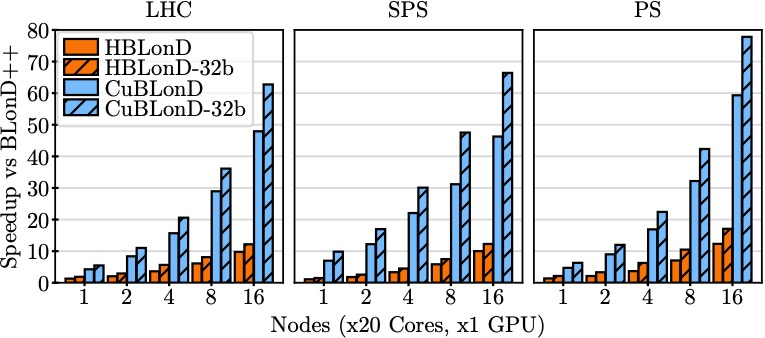 LHC SPS PS
Speedup vs BLonD++
80
70
60
50
40
30
20
10
0
HBLonD
HBLonD-32b
CuBLonD
CuBLonD-32b
1 2 4 8 16 1 2 4 8 16 1 2 4 8 16
Nodes (x20 Cores, x1 GPU)